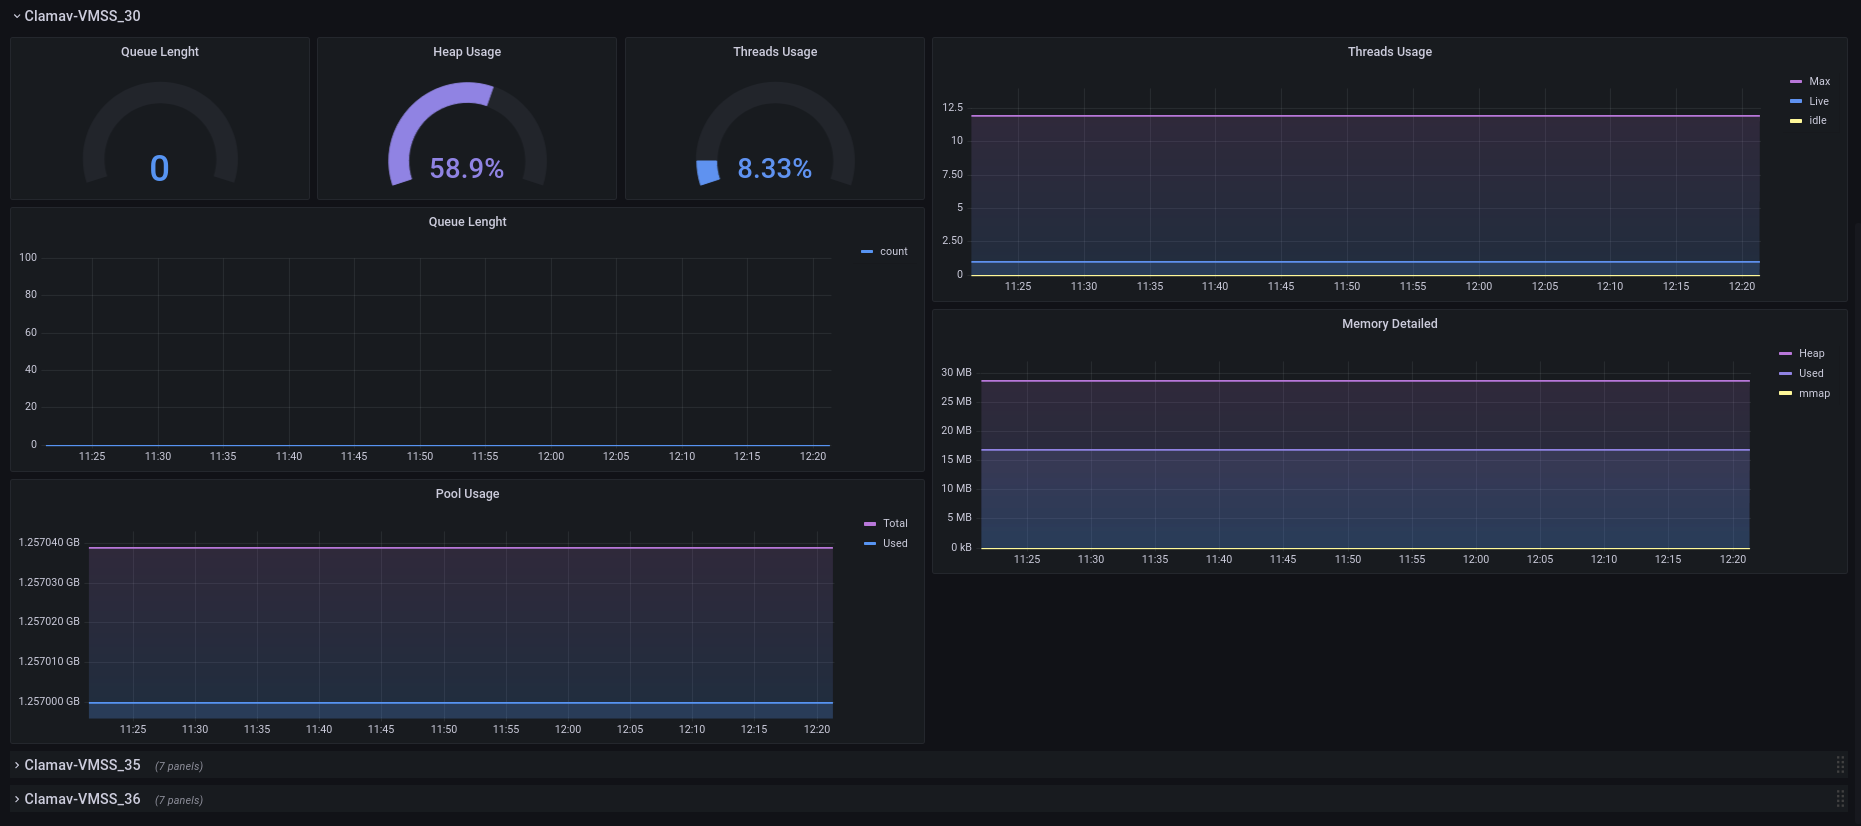 Clamav-VMSS_30
Queue Lenght
0
Heap Usage
58.9%
Threads Usage
8.33%
Threads Usage
Max
Live
idle
12.5
10
7.50
5
2.50
0
11:25 11:30 11:35 11:40 11:45 11:50 11:55 12:00 12:05 12:10 12:15 12:20
Queue Lenght
count
100
80
60
40
20
0
11:25 11:30 11:35 11:40 11:45 11:50 11:55 12:00 12:05 12:10 12:15 12:20
Memory Detailed
Heap
Used
mmap
30 MB
25 MB
20 MB
15 MB
10 MB
5 MB
0 kB
11:25 11:30 11:35 11:40 11:45 11:50 11:55 12:00 12:05 12:10 12:15 12:20
Pool Usage
Total
Used
1.257040 GB
1.257030 GB
1.257020 GB
1.257010 GB
1.257000 GB
11:25 11:30 11:35 11:40 11:45 11:50 11:55 12:00 12:05 12:10 12:15 12:20
Clamav-VMSS_35 (7 panels)
Clamav-VMSS_36 (7 panels)